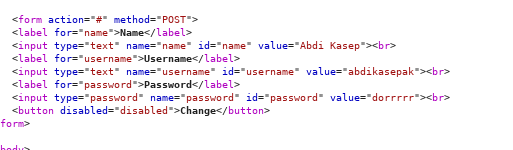 <form action="#" method="POST">
<label for="name">Name</label>
<input type="text" name="name" id="name" value="Abdi Kasep"><br>
<label for="username">Username</label>
<input type="text" name="username" id="username" value="abdikasepak"><br>
<label for="password">Password</label>
<input type="password" name="password" id="password" value="dorrrrr"><br>
<button disabled="disabled">Change</button>
form>
body>